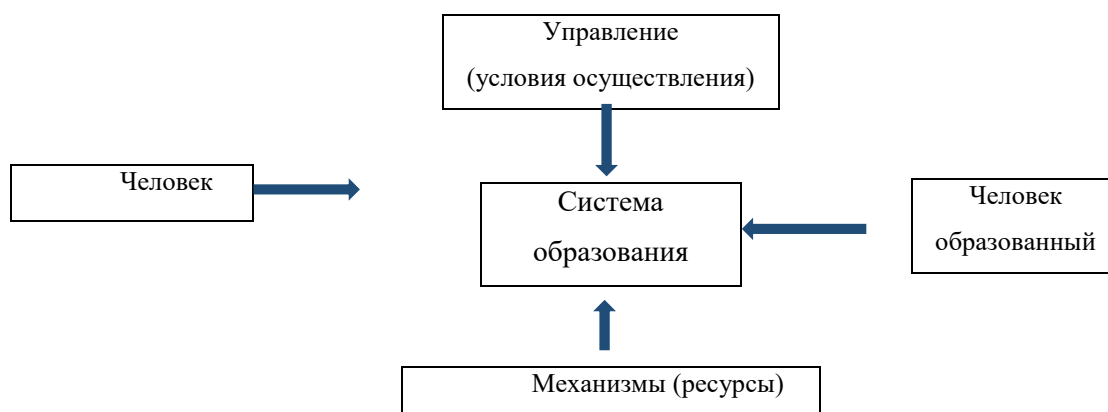 Управление
(условия осуществления)
Человек
Система
образования
Человек
образованный
Механизмы (ресурсы)